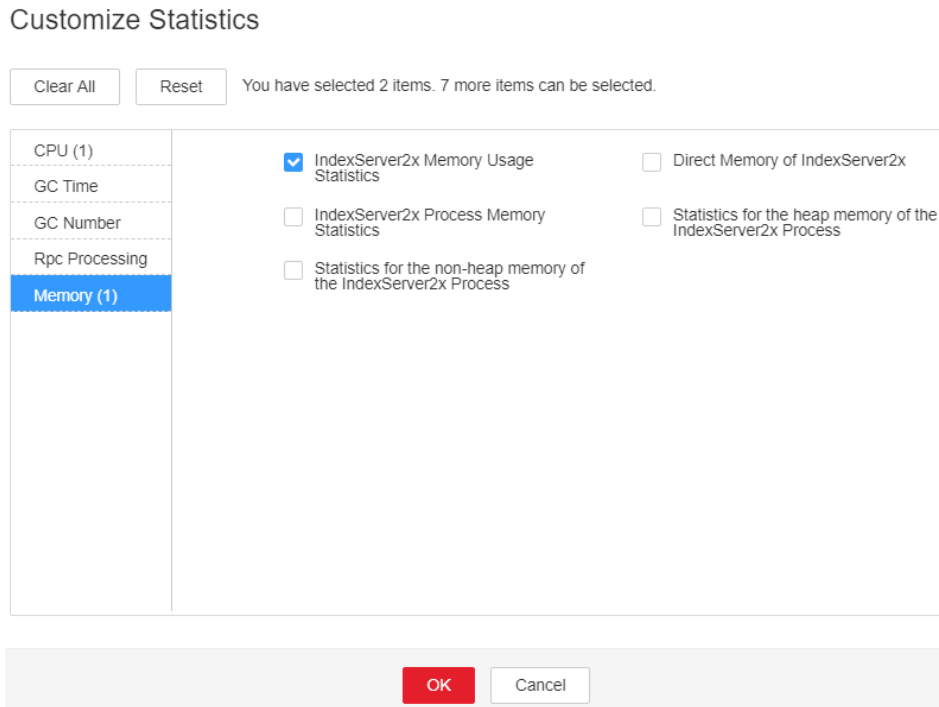 Customize Statistics
Clear All
Reset
You have selected 2 items. 7 more items can be selected.
CPU (1)
GC Time
GC Number
Rpc Processing
Memory (1)
IndexServer2x Memory Usage
Statistics
Direct Memory of IndexServer2x
IndexServer2x Process Memory
Statistics
Statistics for the heap memory of the
IndexServer2x Process
Statistics for the non-heap memory of
the IndexServer2x Process
OK
Cancel